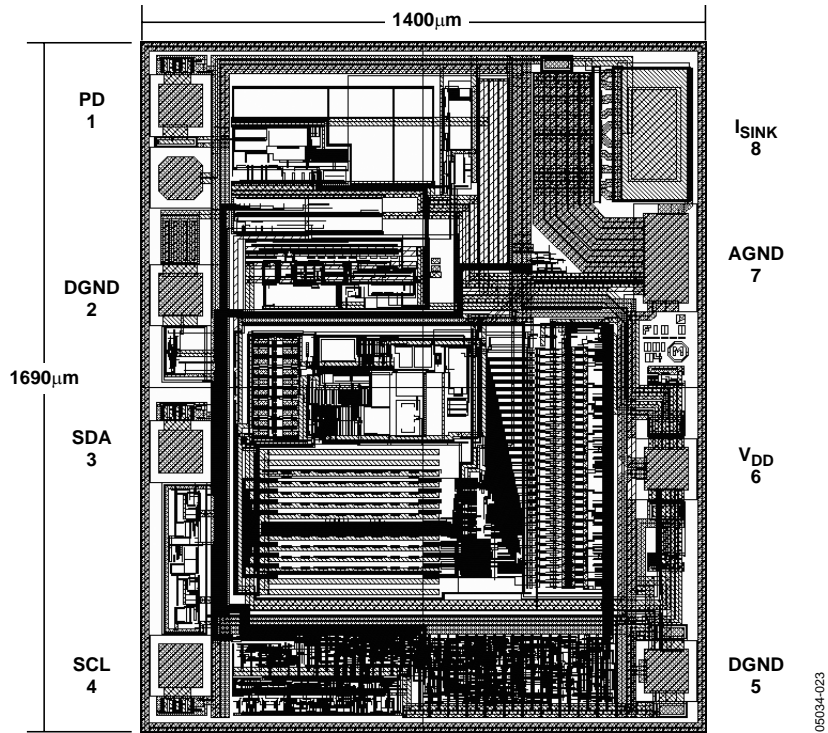 1400μm
PD
1
ISINK
8
AGND
7
DGND
2
1690μm
SDA
3
VDD
6
SCL
4
DGND
5
05034-023